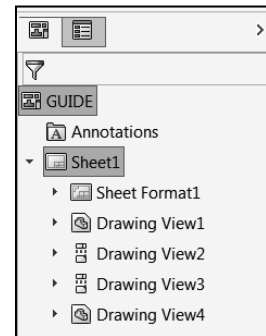 GUIDE
Annotations
Sheet1
Sheet Format1
Drawing View1
Drawing View2
Drawing View3
Drawing View4